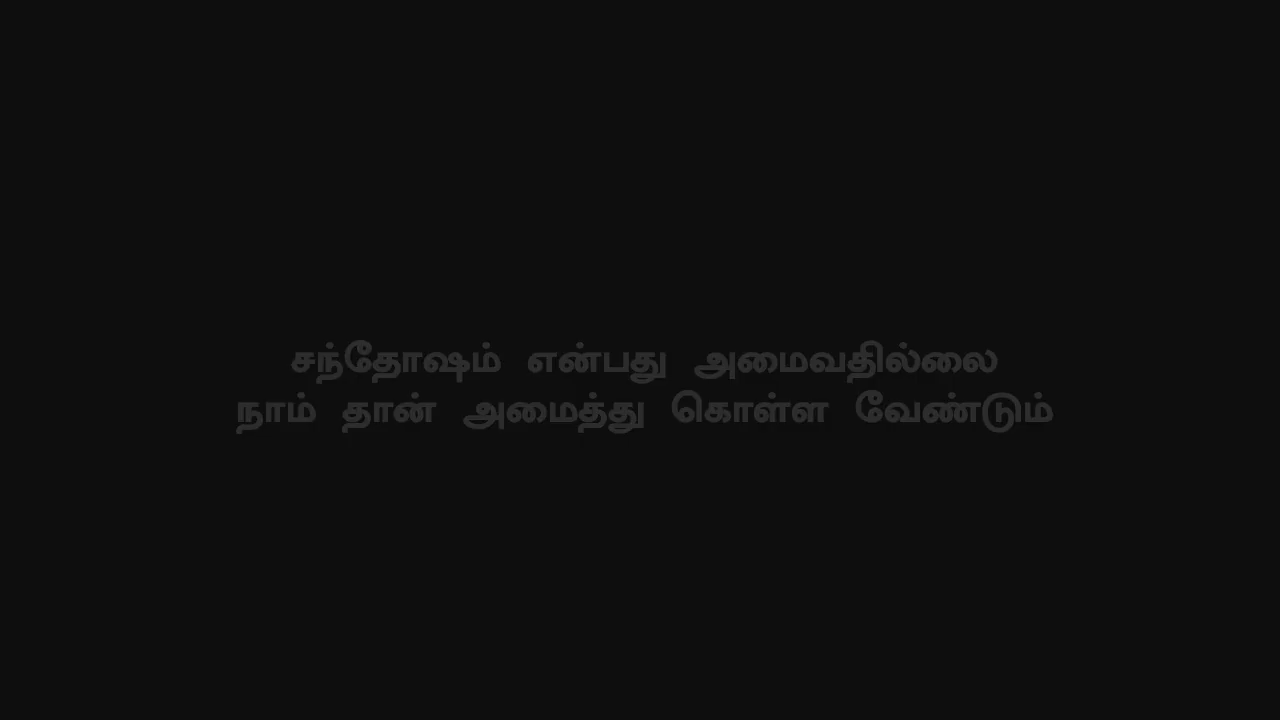 சந்தோஷம் என்பது அமைவதில்லை
நாம் தான் அமைத்து கொள்ள வேண்டும்